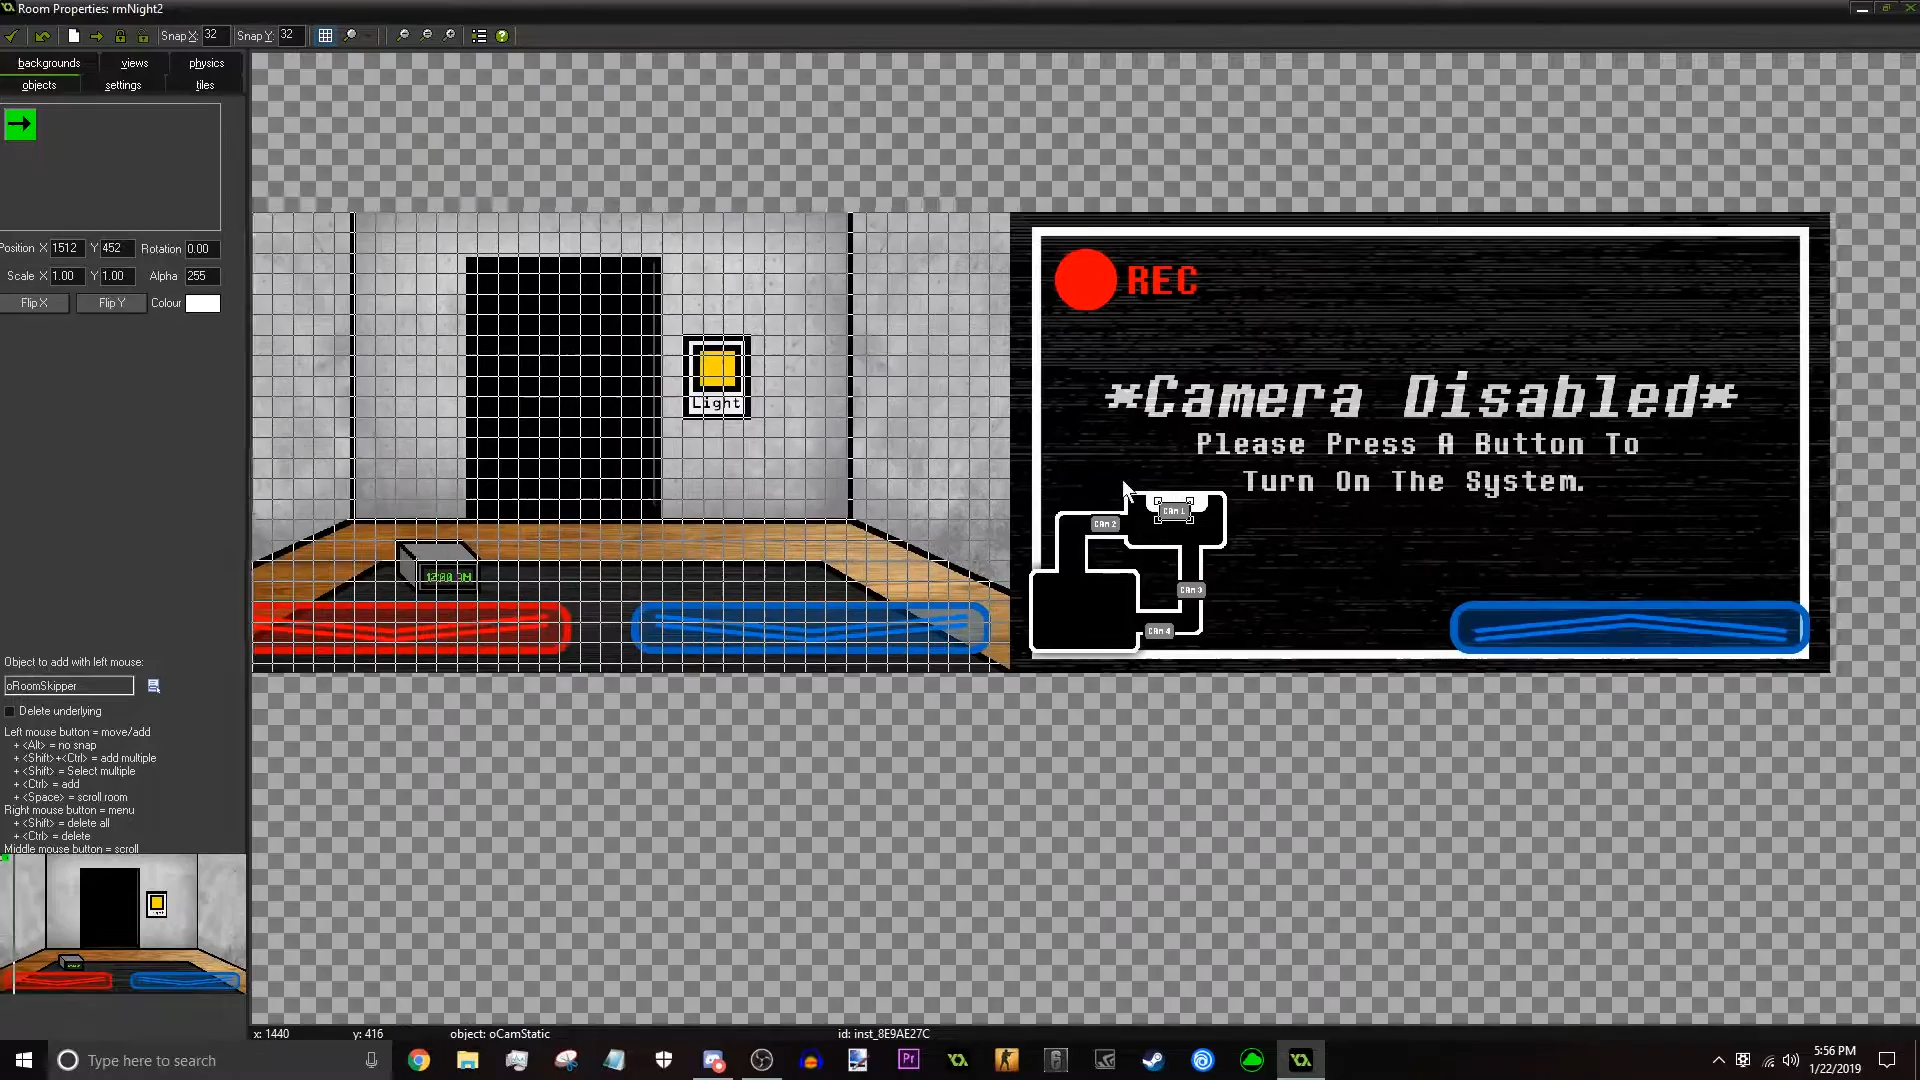 Room Properties: rmNight2
Snap X: 32 Snap Y: 32
backgrounds views physics
objects settings tiles
Position X 1512 Y 452 Rotation 0.00
Scale X 1.00 Y 1.00 Alpha 255
Flip X Flip Y Colour
Object to add with left mouse:
oRoomSkipper
Delete underlying
Left mouse button = move/add
+ <Alt> = no snap
+ <Shift>+<Ctrl> = add multiple
+ <Shift> = Select multiple
+ <Ctrl> = add
+ <Space> = scroll room
Right mouse button = menu
+ <Shift> = delete all
+ <Ctrl> = delete
Middle mouse button = scroll
Light
12:00 AM
REC
*Camera Disabled*
Please Press A Button To
Turn On The System.
CAM 1
CAM 2
CAM 3
CAM 4
x: 1440 y: 416 object: oCamStatic id: inst_8E9AE27C
Type here to search
Pr
5:56 PM
1/22/2019